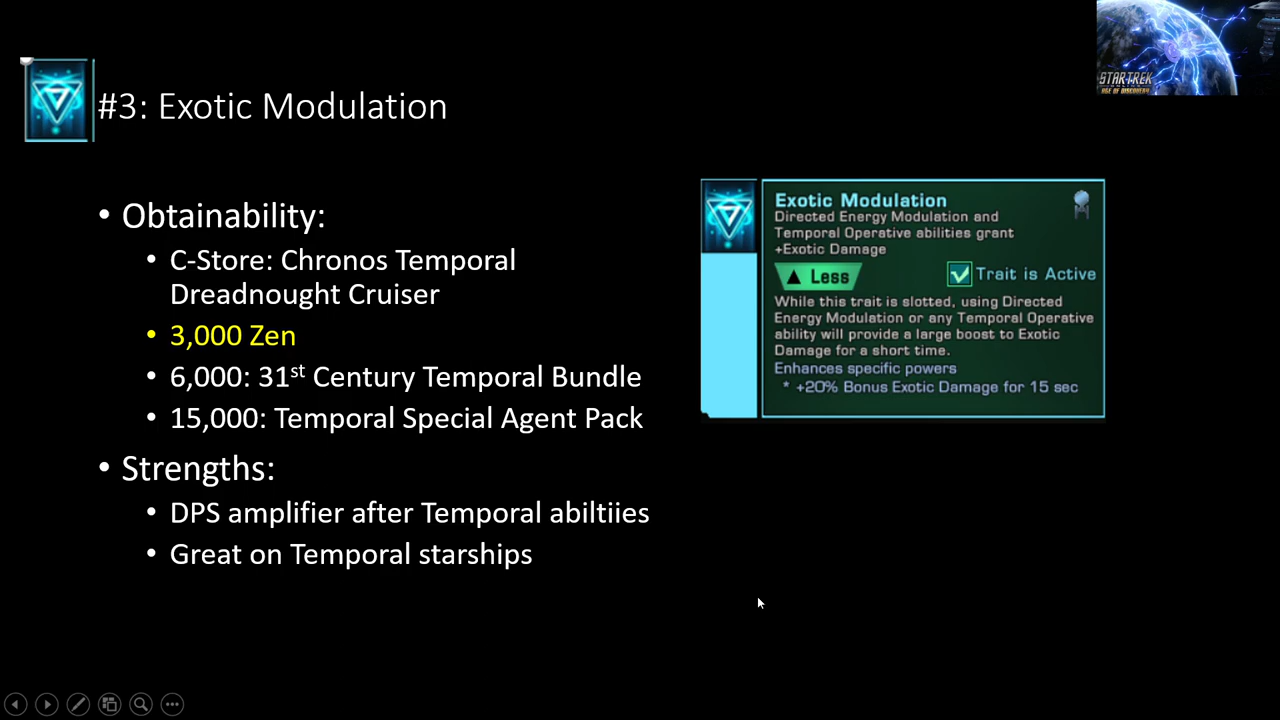 STAR TREK
ONLINE
AGE OF DISCOVERY
#3: Exotic Modulation
• Obtainability:
• C-Store: Chronos Temporal
Dreadnought Cruiser
• 3,000 Zen
• 6,000: 31st Century Temporal Bundle
• 15,000: Temporal Special Agent Pack
• Strengths:
• DPS amplifier after Temporal abiltiies
• Great on Temporal starships
Exotic Modulation
Directed Energy Modulation and
Temporal Operative abilities grant
+Exotic Damage
Less
Trait is Active
While this trait is slotted, using Directed
Energy Modulation or any Temporal Operative
ability will provide a large boost to Exotic
Damage for a short time.
Enhances specific powers
* +20% Bonus Exotic Damage for 15 sec